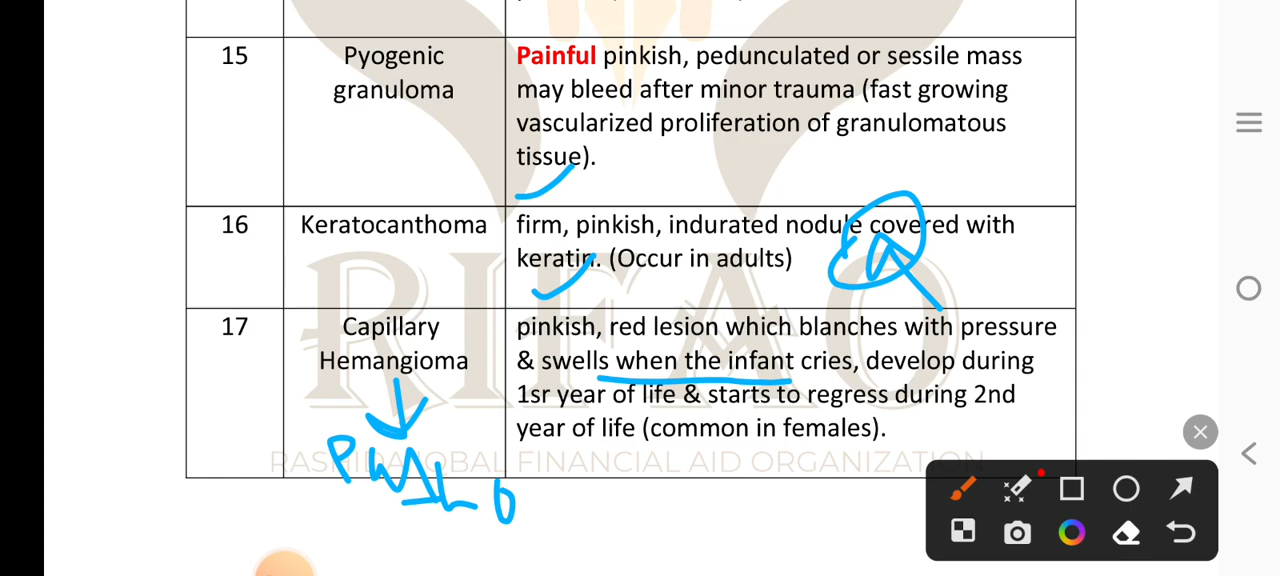 15
Pyogenic
granuloma
Painful pinkish, pedunculated or sessile mass
may bleed after minor trauma (fast growing
vascularized proliferation of granulomatous
tissue).
16
Keratocanthoma
firm, pinkish, indurated nodule covered with
keratin. (Occur in adults)
17
Capillary
Hemangioma
pinkish, red lesion which blanches with pressure
& swells when the infant cries, develop during
1sr year of life & starts to regress during 2nd
year of life (common in females).
RIFAO
RASHIDA IQBAL FINANCIAL AID ORGANIZATION